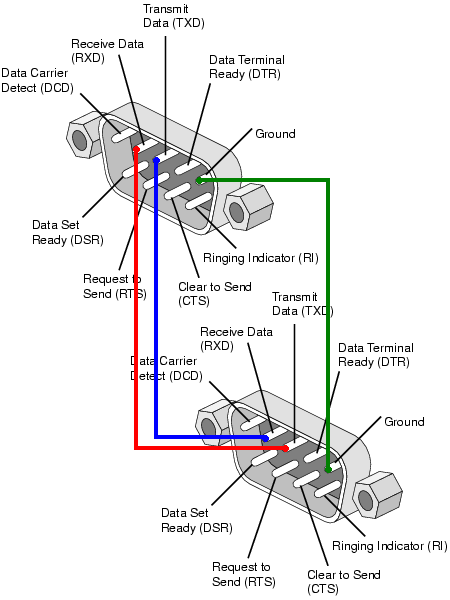 Transmit
Data (TXD)
Receive Data
(RXD)
Data Terminal
Ready (DTR)
Data Carrier
Detect (DCD)
Ground
Data Set
Ready (DSR)
Ringing Indicator (RI)
Request to
Send (RTS)
Clear to Send
(CTS)
Transmit
Data (TXD)
Receive Data
(RXD)
Data Terminal
Ready (DTR)
Data Carrier
Detect (DCD)
Ground
Data Set
Ready (DSR)
Ringing Indicator (RI)
Request to
Send (RTS)
Clear to Send
(CTS)